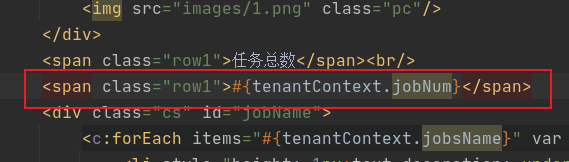 <img src="images/1.png" class="pc"/>
</div>
<span class="row1">任务总数</span><br/>
<span class="row1">#{tenantContext.jobNum}</span>
<div class="cs" id="jobName">
<c:forEach items="#{tenantContext.jobsName}" var